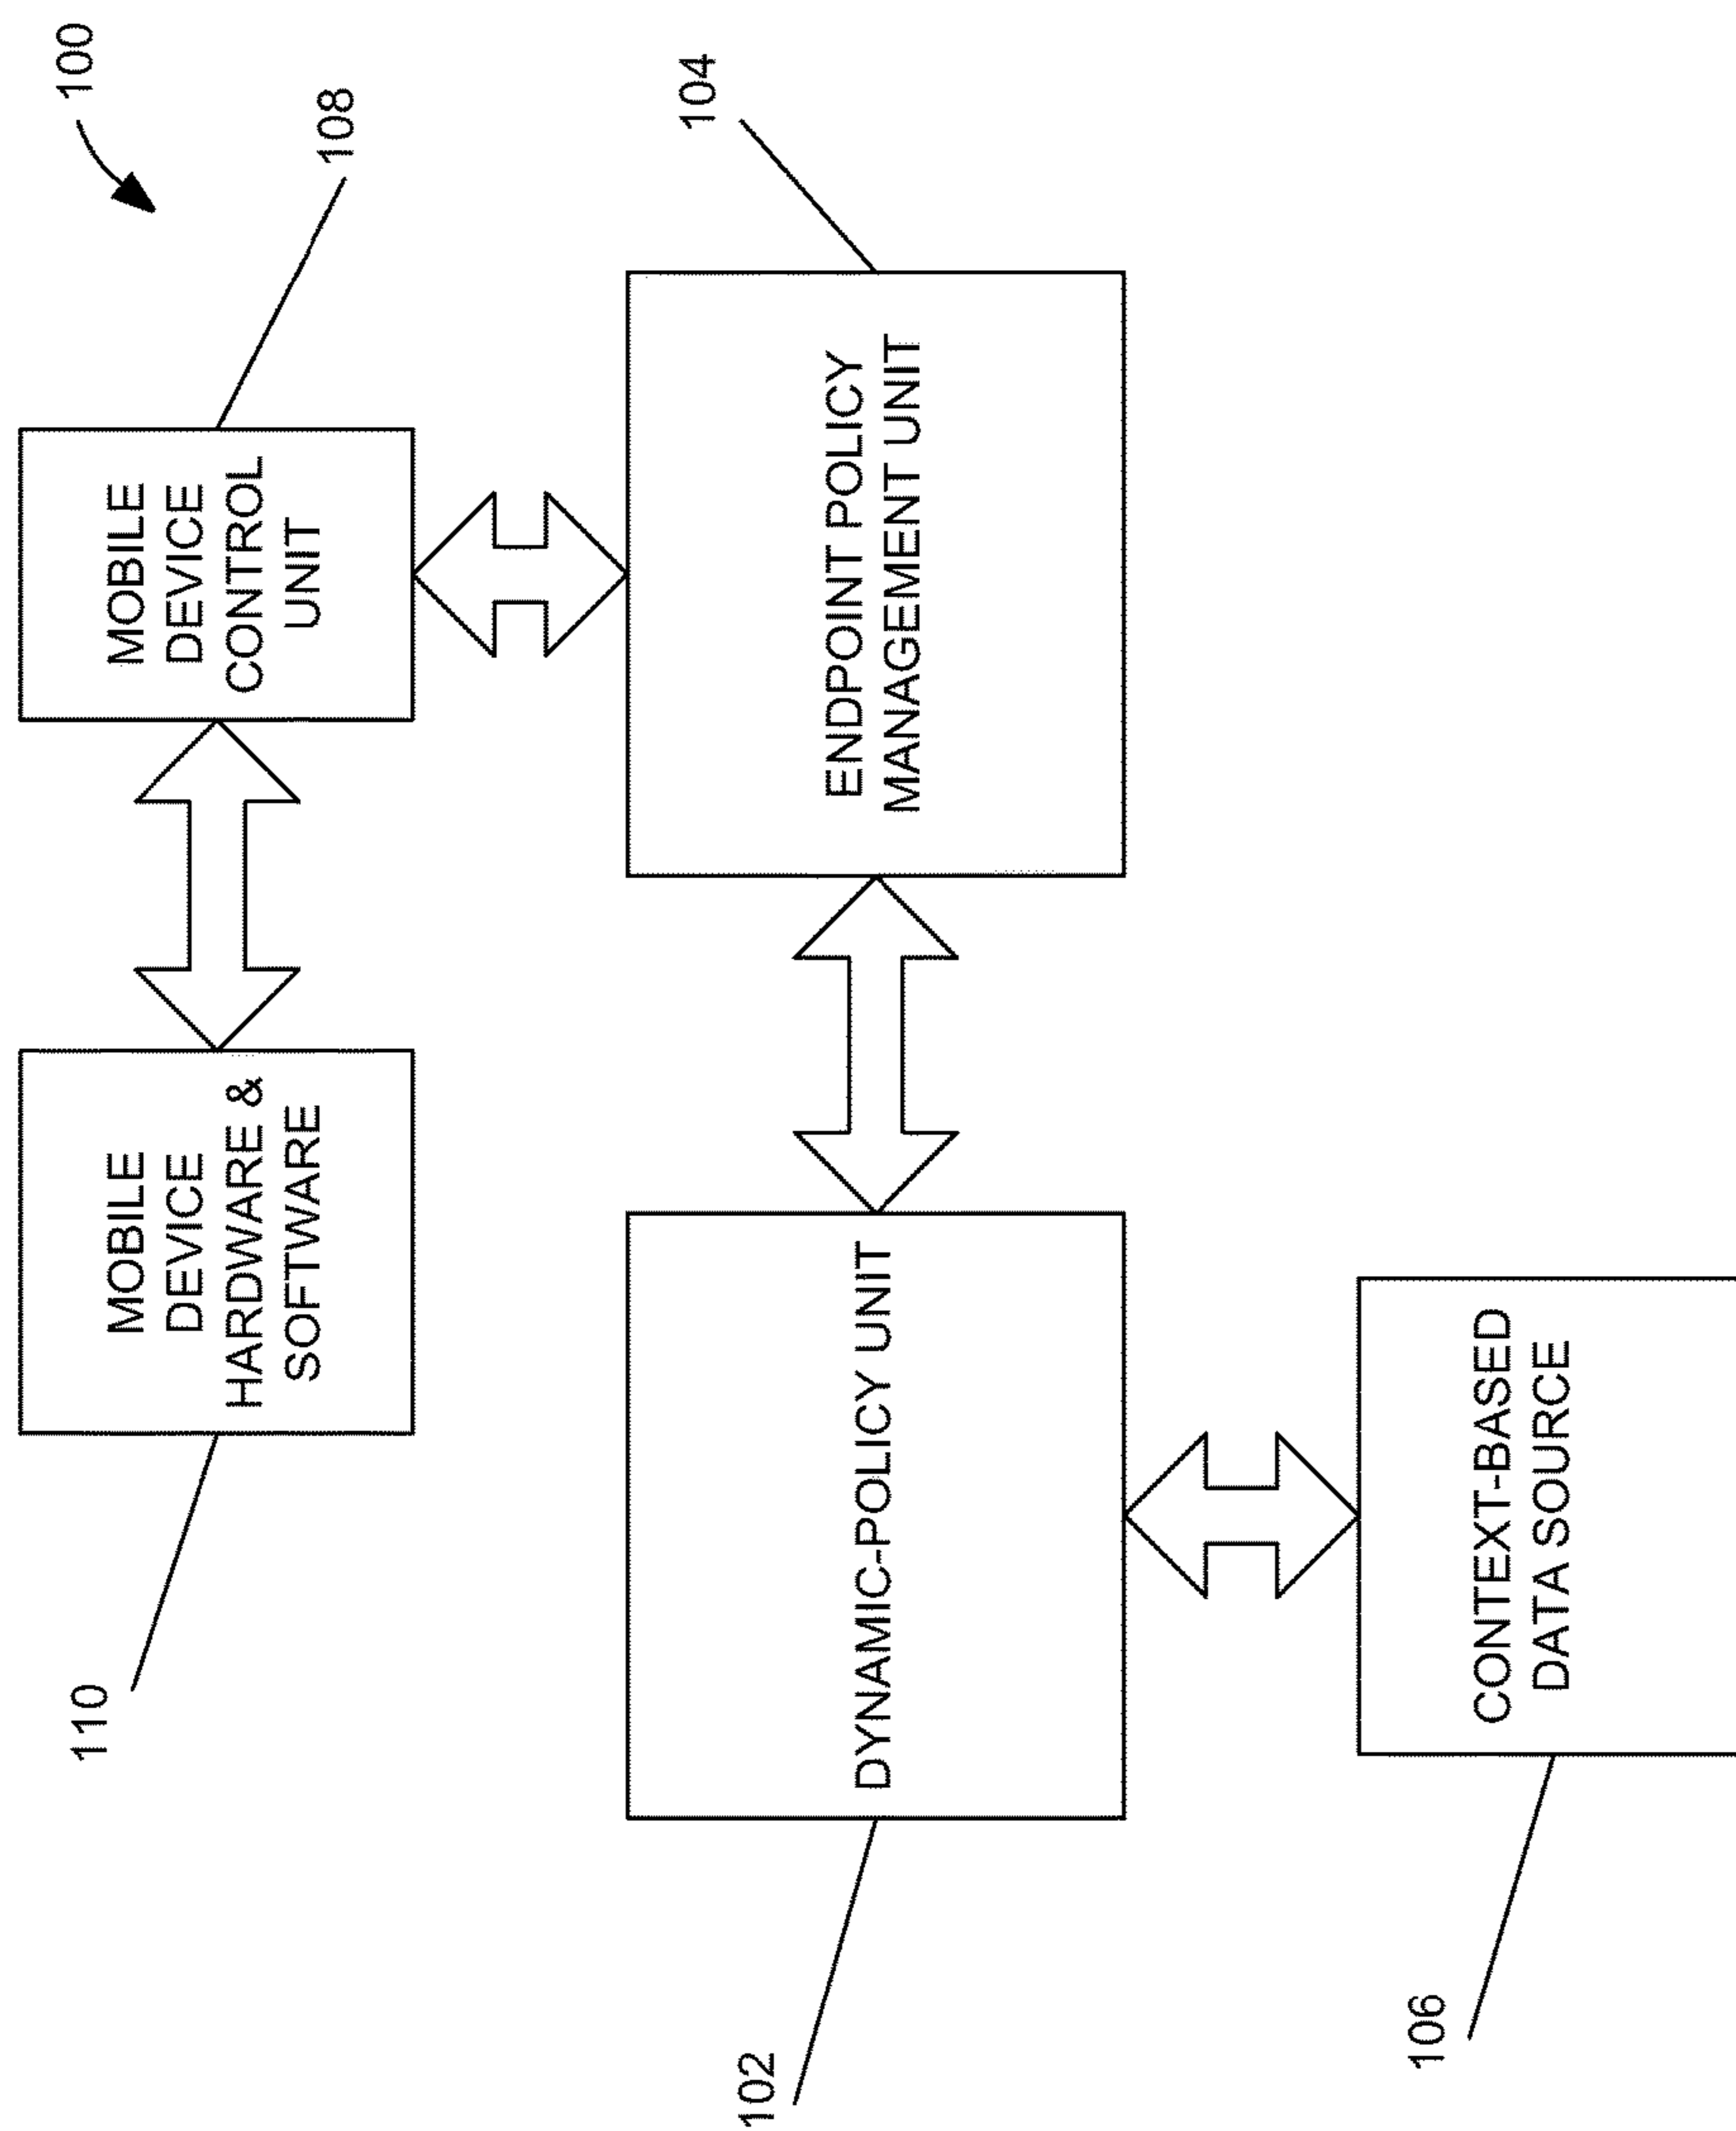 100
110
MOBILE
DEVICE
HARDWARE &
SOFTWARE
MOBILE
DEVICE
CONTROL
UNIT
108
102
DYNAMIC-POLICY UNIT
ENDPOINT POLICY
MANAGEMENT UNIT
104
106
CONTEXT-BASED
DATA SOURCE